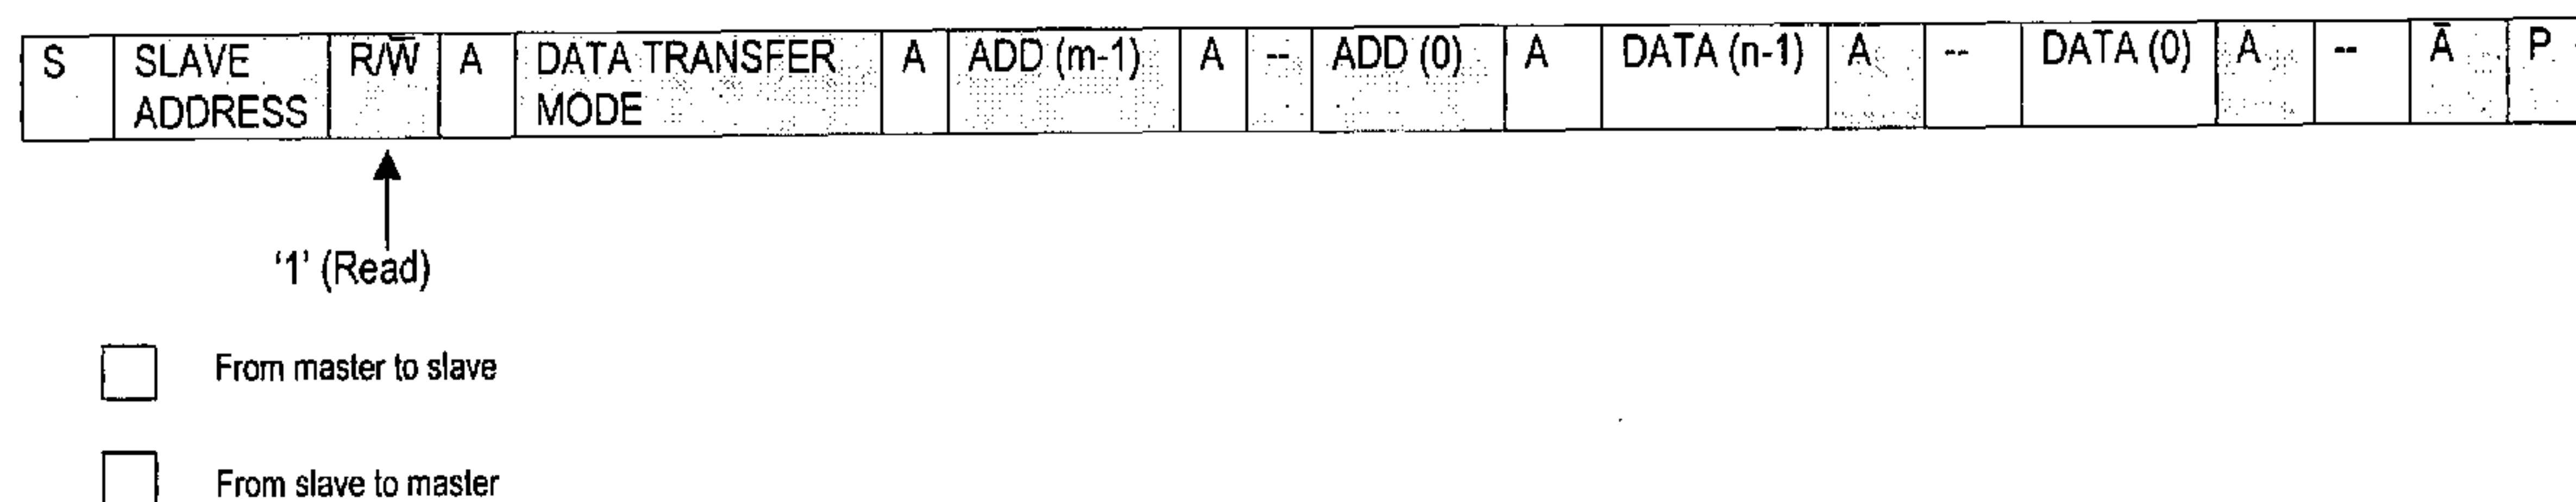 S SLAVE ADDRESS R/W̅ A DATA TRANSFER MODE A ADD (m-1) A -- ADD (0) A DATA (n-1) A -- DATA (0) A -- A̅ P
'1' (Read)
From master to slave
From slave to master